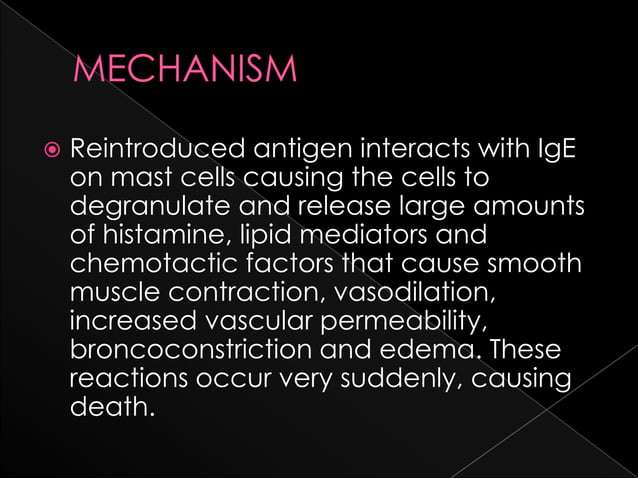 MECHANISM
Reintroduced antigen interacts with IgE
on mast cells causing the cells to
degranulate and release large amounts
of histamine, lipid mediators and
chemotactic factors that cause smooth
muscle contraction, vasodilation,
increased vascular permeability,
broncoconstriction and edema. These
reactions occur very suddenly, causing
death.